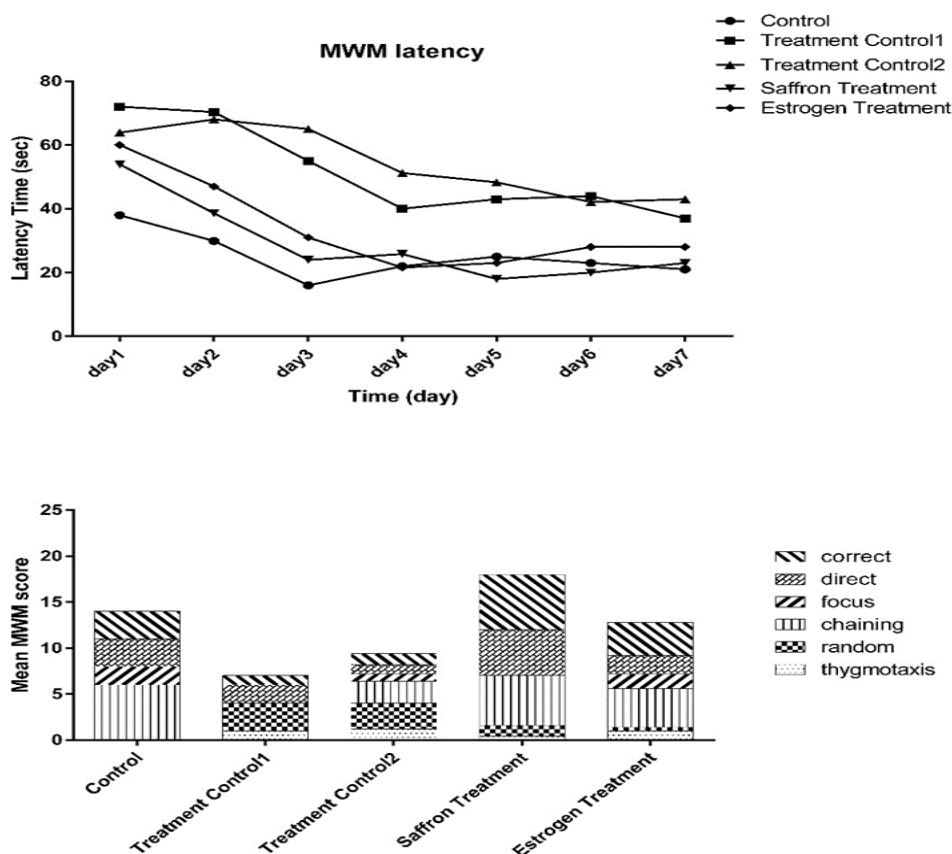 Control
Treatment Control1
Treatment Control2
Saffron Treatment
Estrogen Treatment
MWM latency
Latency Time (sec)
80
60
40
20
0
day1
day2
day3
day4
day5
day6
day7
Time (day)
Mean MWM score
25
20
15
10
5
0
Control
Treatment Control1
Treatment Control2
Saffron Treatment
Estrogen Treatment
correct
direct
focus
chaining
random
thygmotaxis